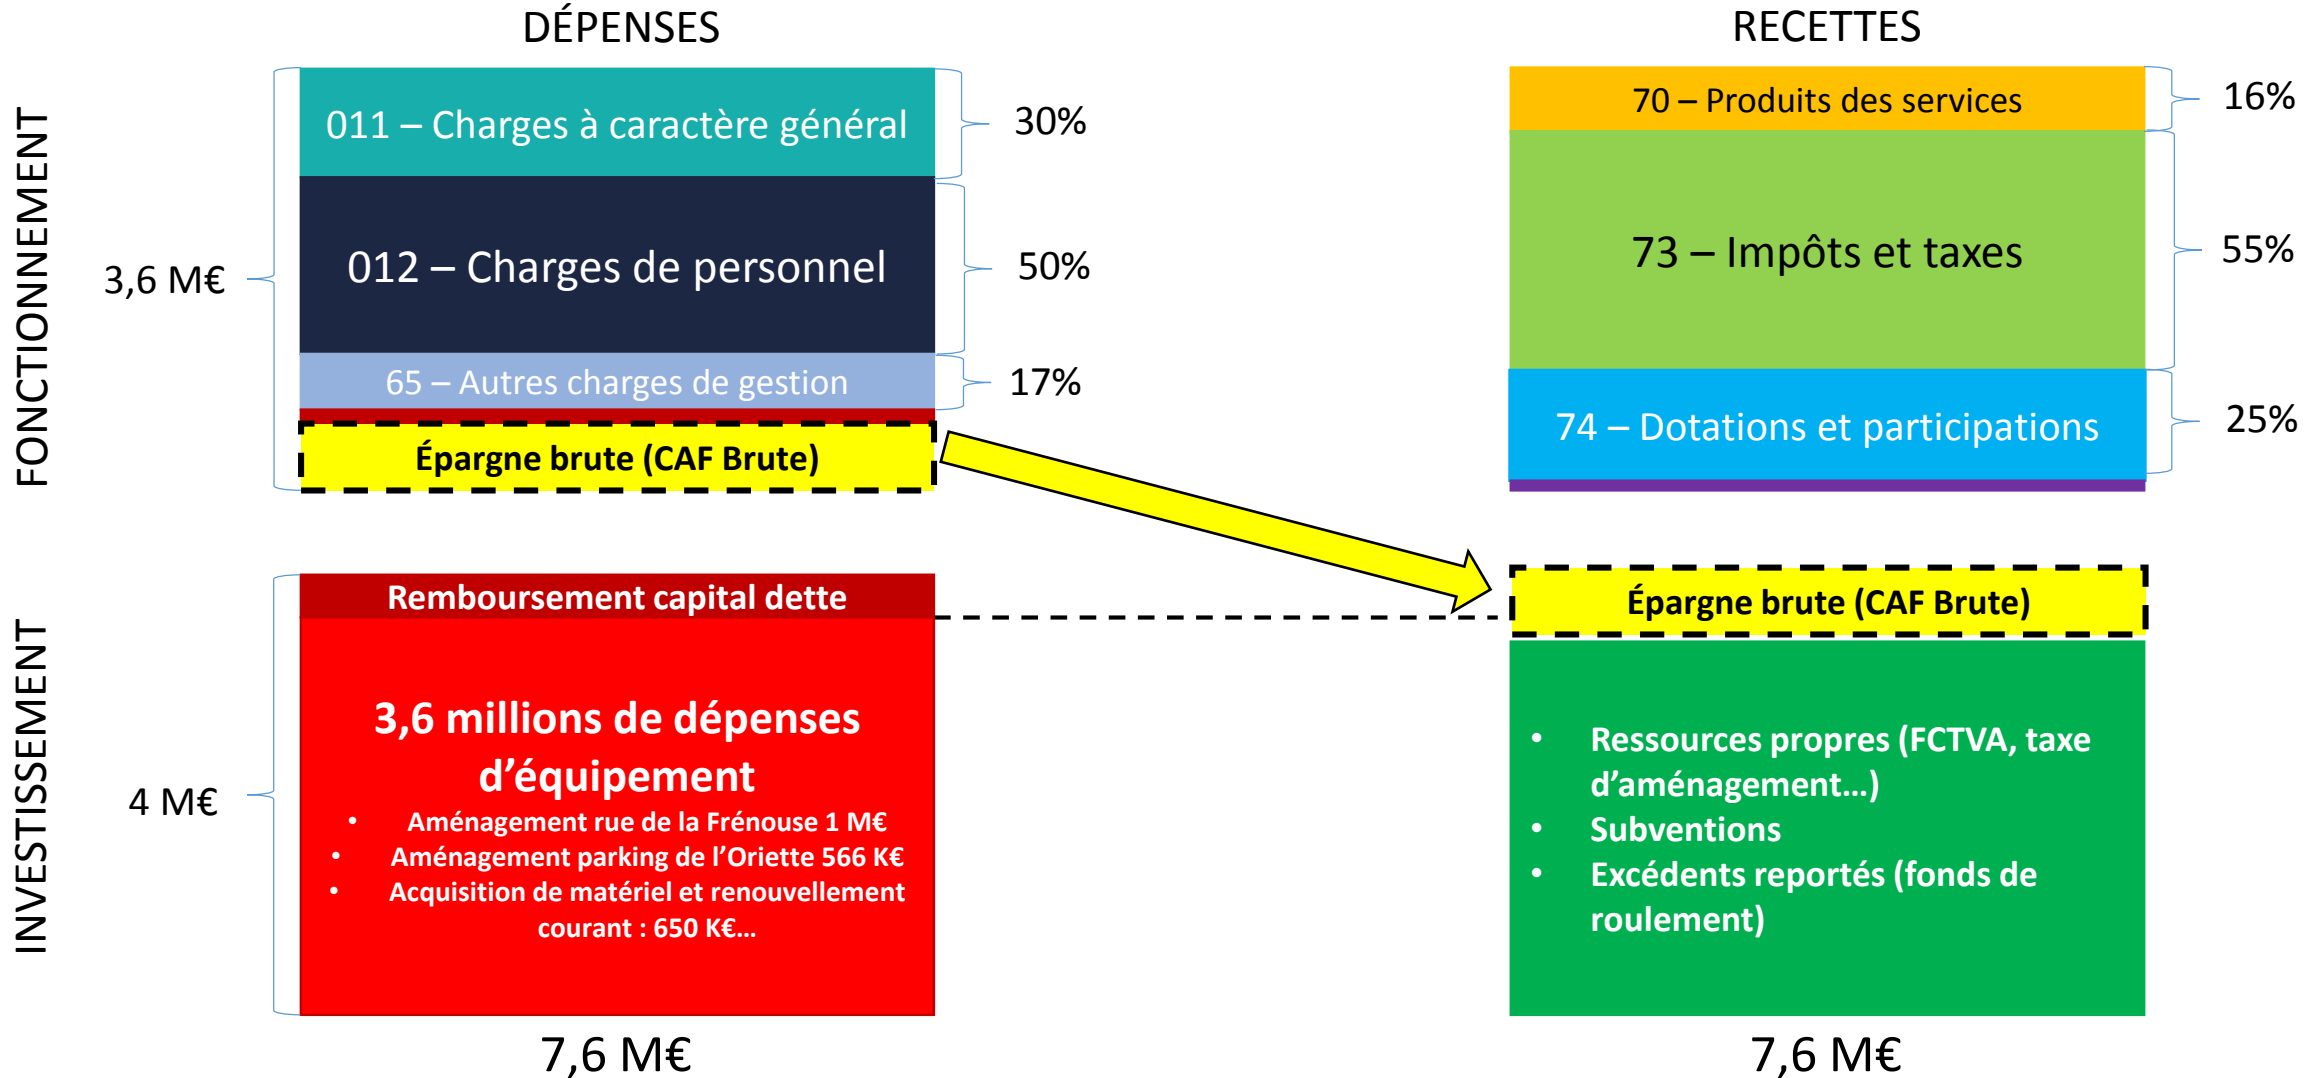 DÉPENSES
RECETTES
FONCTIONNEMENT
3,6 M€
011 – Charges à caractère général
30%
012 – Charges de personnel
50%
65 – Autres charges de gestion
17%
Épargne brute (CAF Brute)
70 – Produits des services
16%
73 – Impôts et taxes
55%
74 – Dotations et participations
25%
INVESTISSEMENT
4 M€
Remboursement capital dette
3,6 millions de dépenses
d’équipement
• Aménagement rue de la Frénouse 1 M€
• Aménagement parking de l’Oriette 566 K€
• Acquisition de matériel et renouvellement
courant : 650 K€…
7,6 M€
Épargne brute (CAF Brute)
• Ressources propres (FCTVA, taxe
d’aménagement…)
• Subventions
• Excédents reportés (fonds de
roulement)
7,6 M€